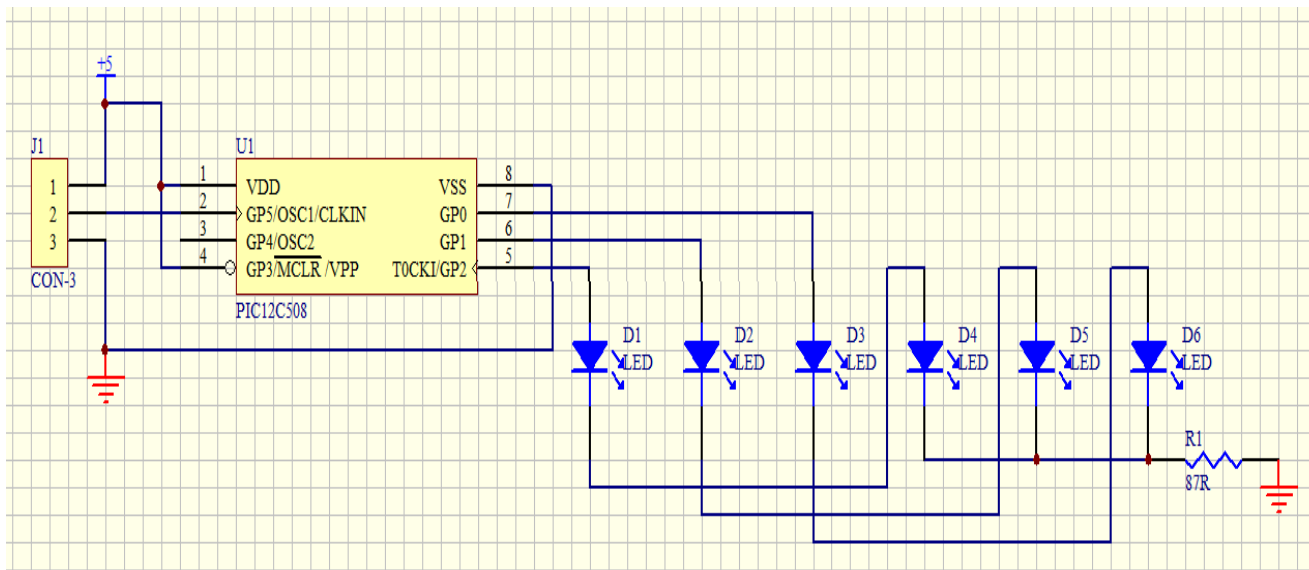 +5
J1
1
2
3
CON-3
U1
1 VDD
2 GP5/OSC1/CLKIN
3 GP4/OSC2
4 GP3/MCLR /VPP
VSS 8
GP0 7
GP1 6
T0CKI/GP2 5
PIC12C508
D1
LED
D2
LED
D3
LED
D4
LED
D5
LED
D6
LED
R1
87R